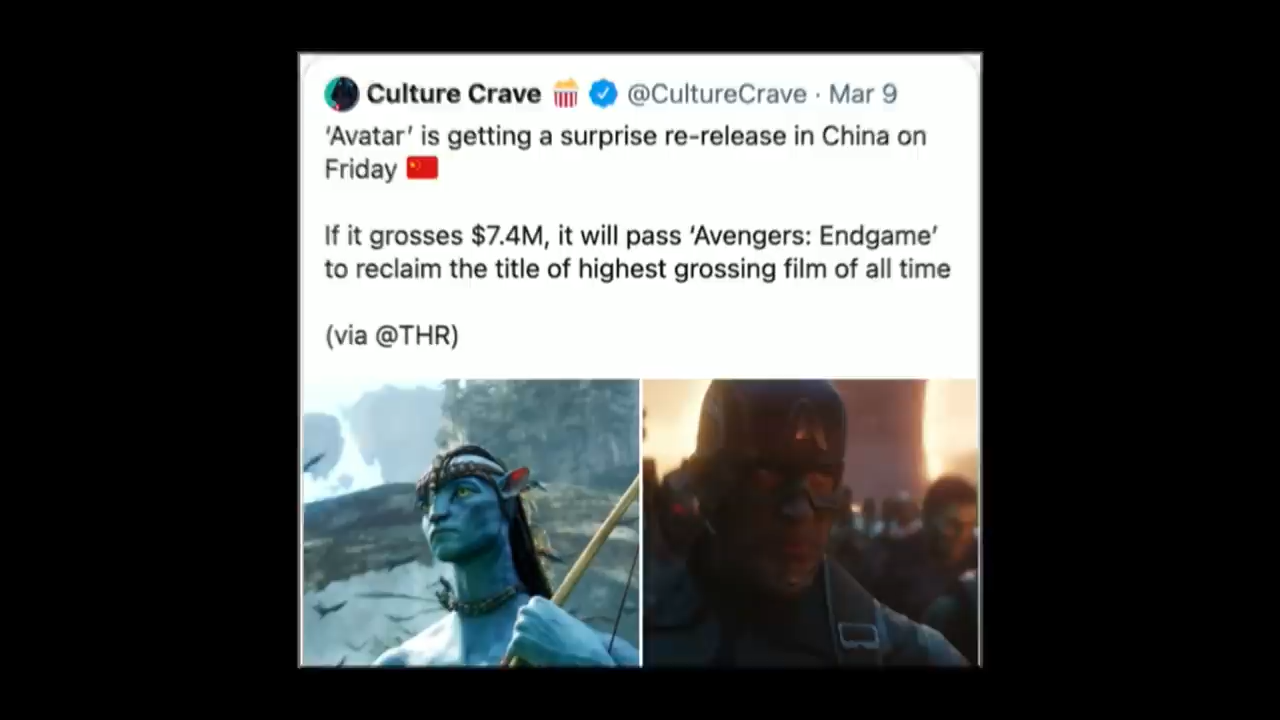 Culture Crave 🍿 @CultureCrave · Mar 9
‘Avatar’ is getting a surprise re-release in China on
Friday 🇨🇳
If it grosses $7.4M, it will pass ‘Avengers: Endgame’
to reclaim the title of highest grossing film of all time
(via @THR)